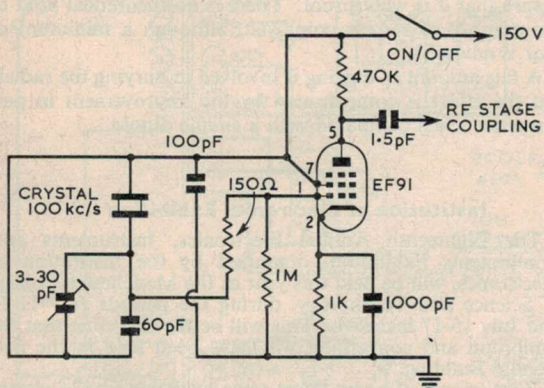 150V
ON/OFF
470K
RF STAGE
COUPLING
5
1·5pF
100pF
7
EF91
CRYSTAL
100 kc/s
150Ω
1
2
3-30
pF
1M
60pF
1K
1000pF